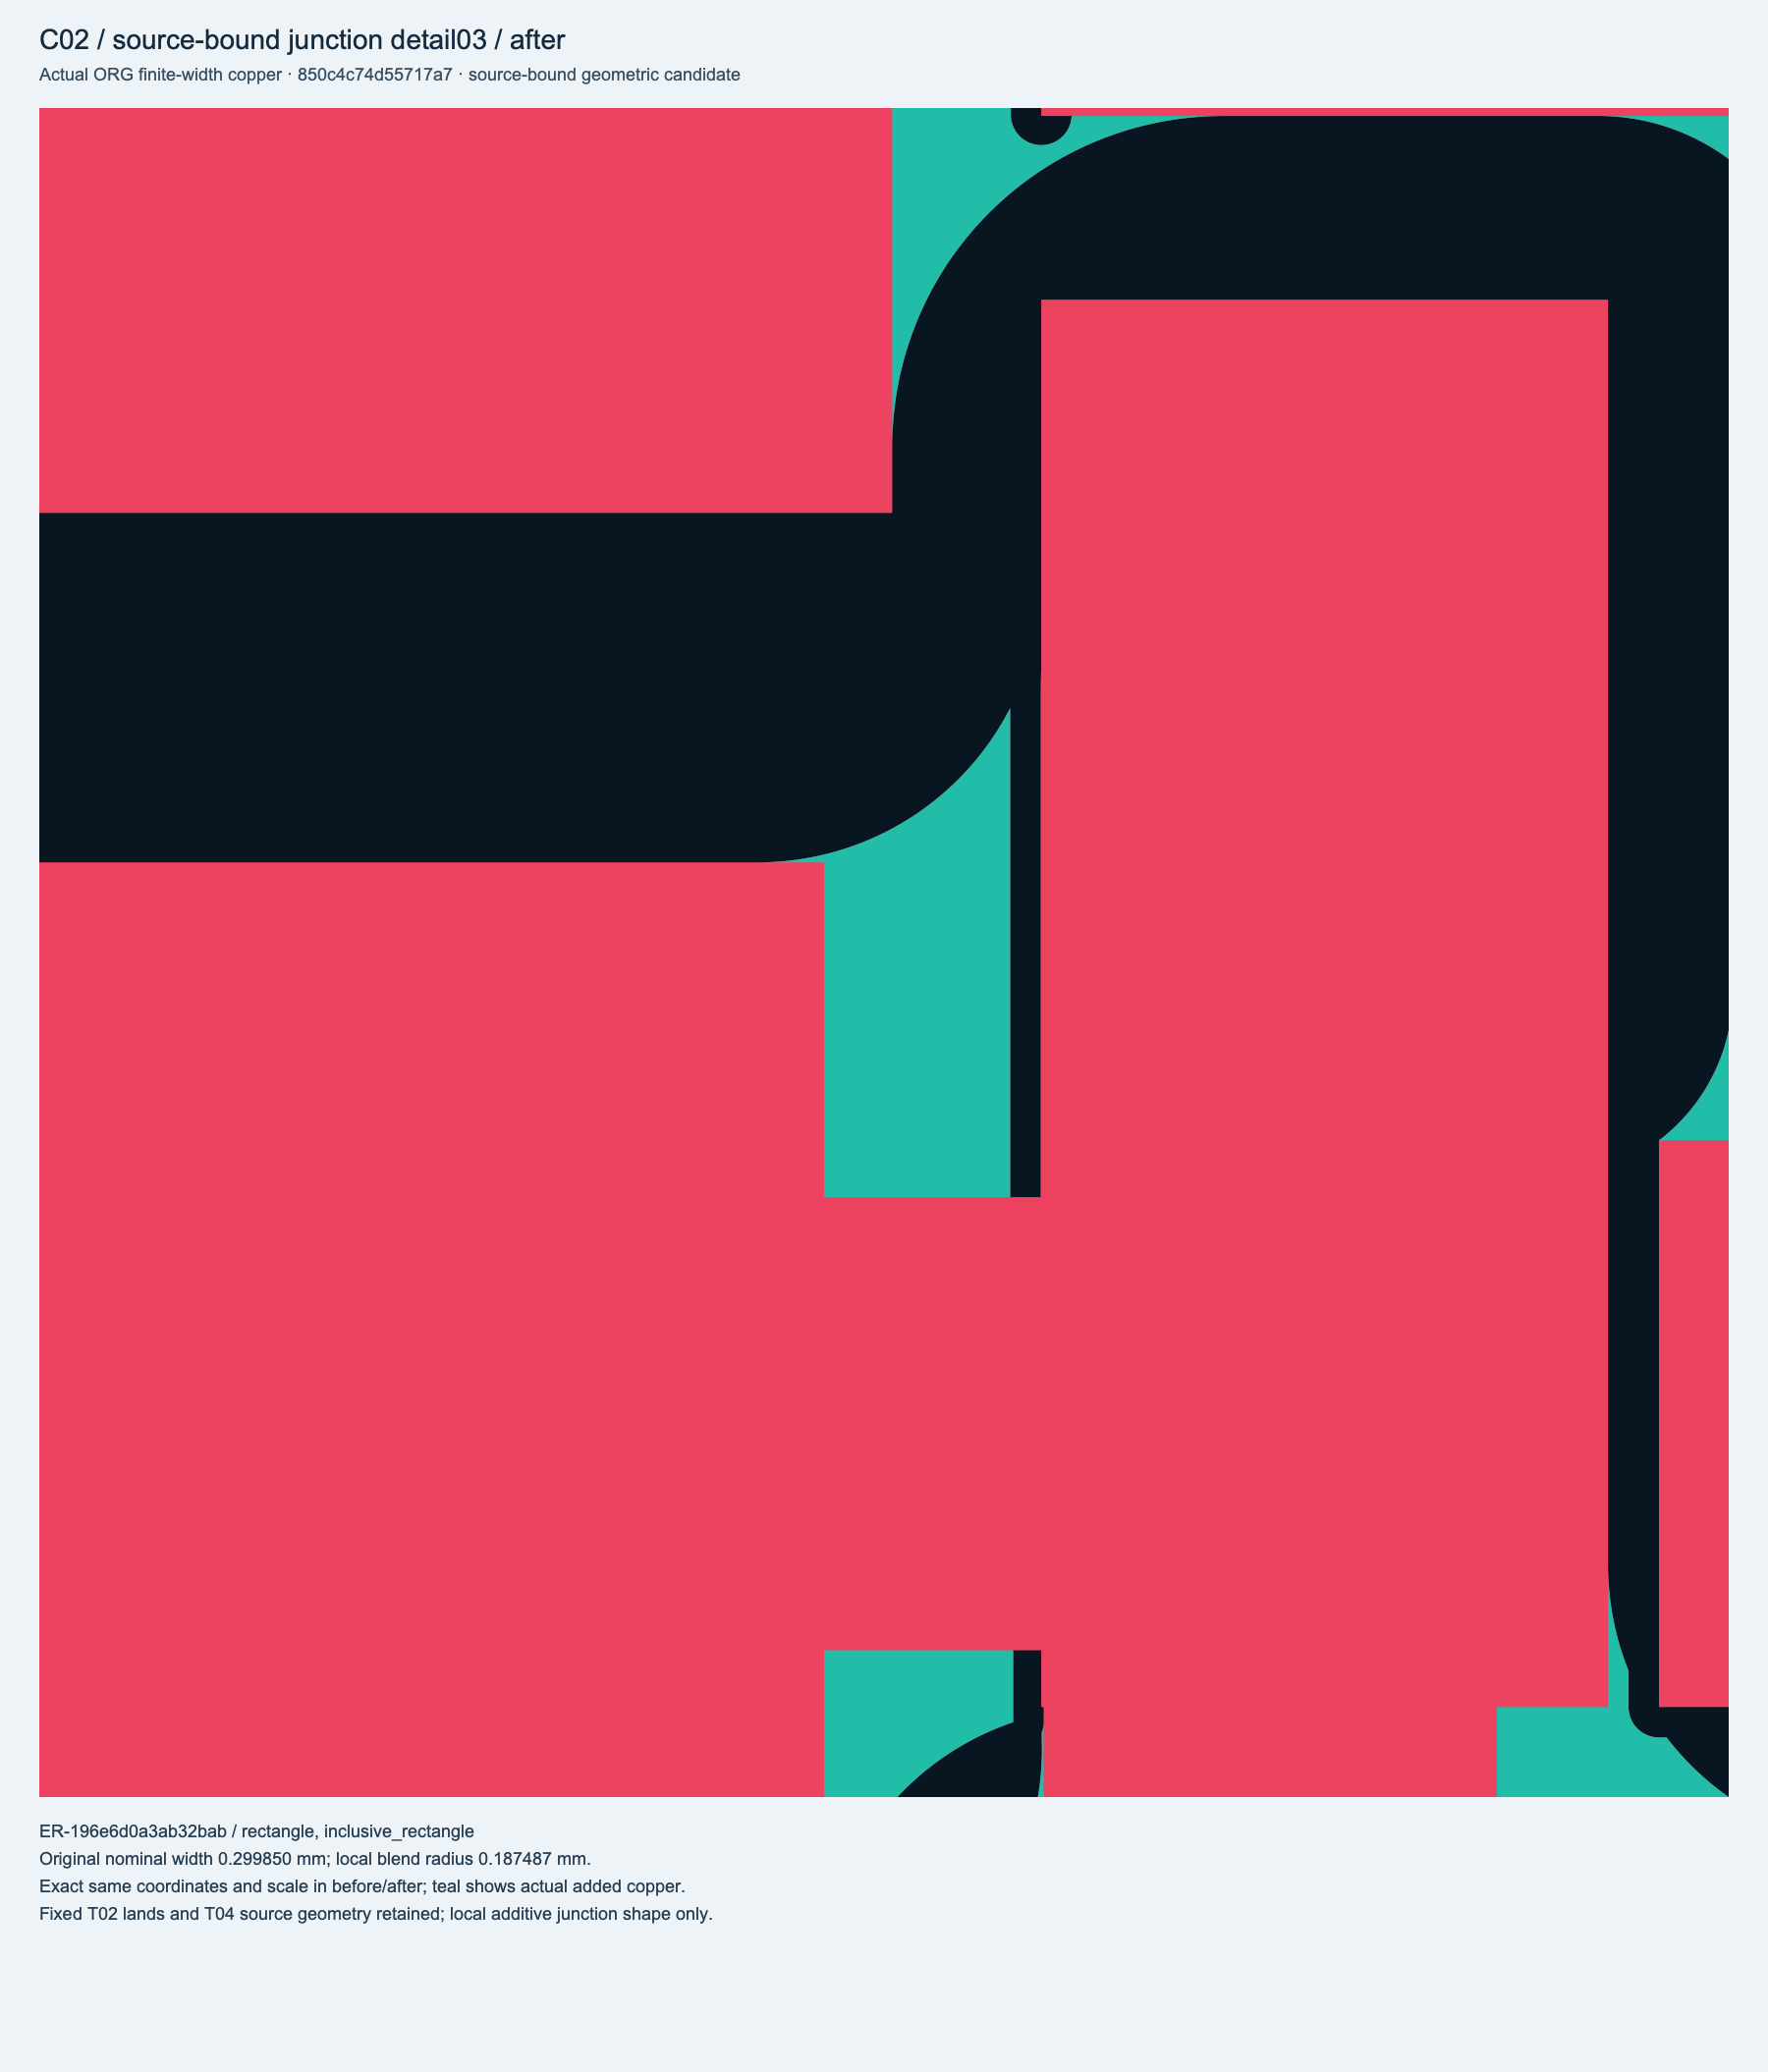 C02 / source-bound junction detail03 / after
Actual ORG finite-width copper · 850c4c74d55717a7 · source-bound geometric candidate
ER-196e6d0a3ab32bab / rectangle, inclusive_rectangle
Original nominal width 0.299850 mm; local blend radius 0.187487 mm.
Exact same coordinates and scale in before/after; teal shows actual added copper.
Fixed T02 lands and T04 source geometry retained; local additive junction shape only.